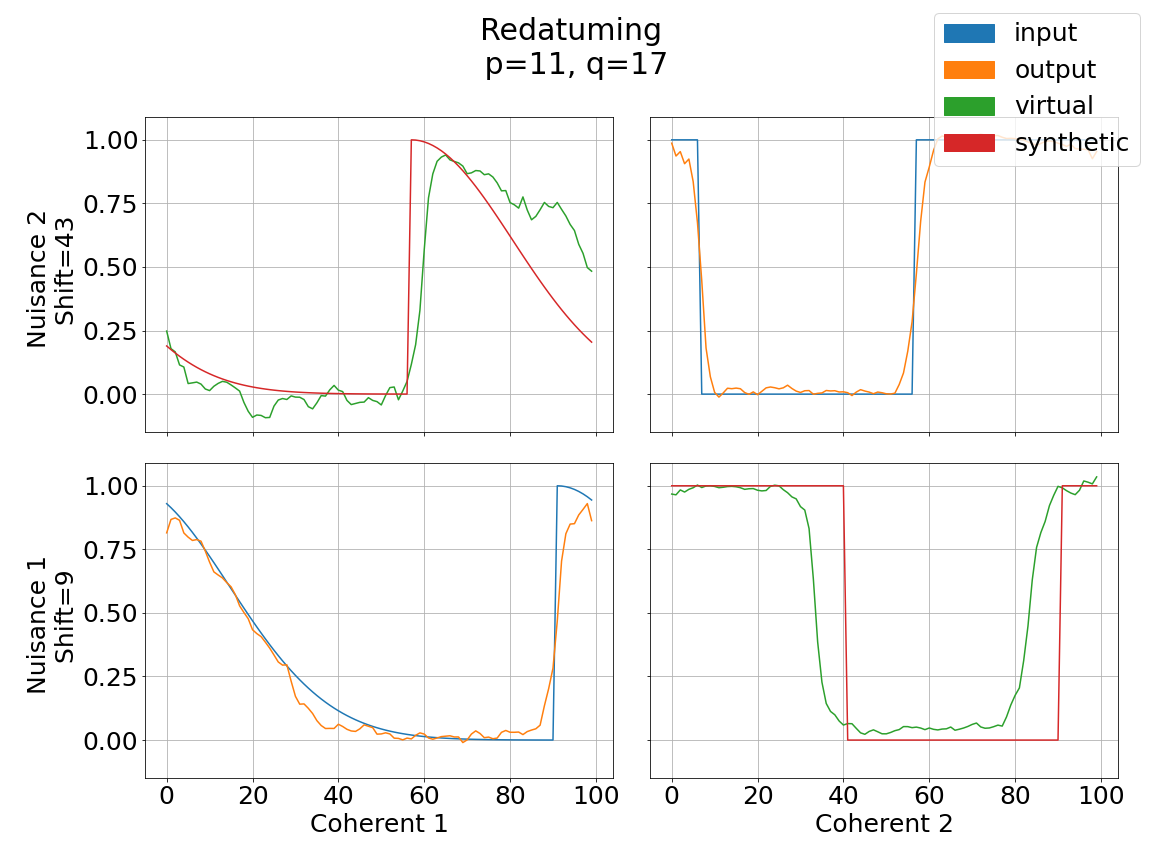 Redatuming
p=11, q=17
input
output
virtual
synthetic
Nuisance 2
Shift=43
1.00
0.75
0.50
0.25
0.00
Nuisance 1
Shift=9
1.00
0.75
0.50
0.25
0.00
0 20 40 60 80 100
0 20 40 60 80 100
Coherent 1
Coherent 2